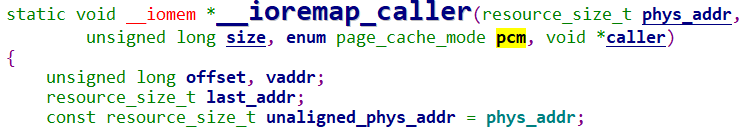 static void __iomem *__ioremap_caller(resource_size_t phys_addr,
unsigned long size, enum page_cache_mode pcm, void *caller)
{
unsigned long offset, vaddr;
resource_size_t last_addr;
const resource_size_t unaligned_phys_addr = phys_addr;